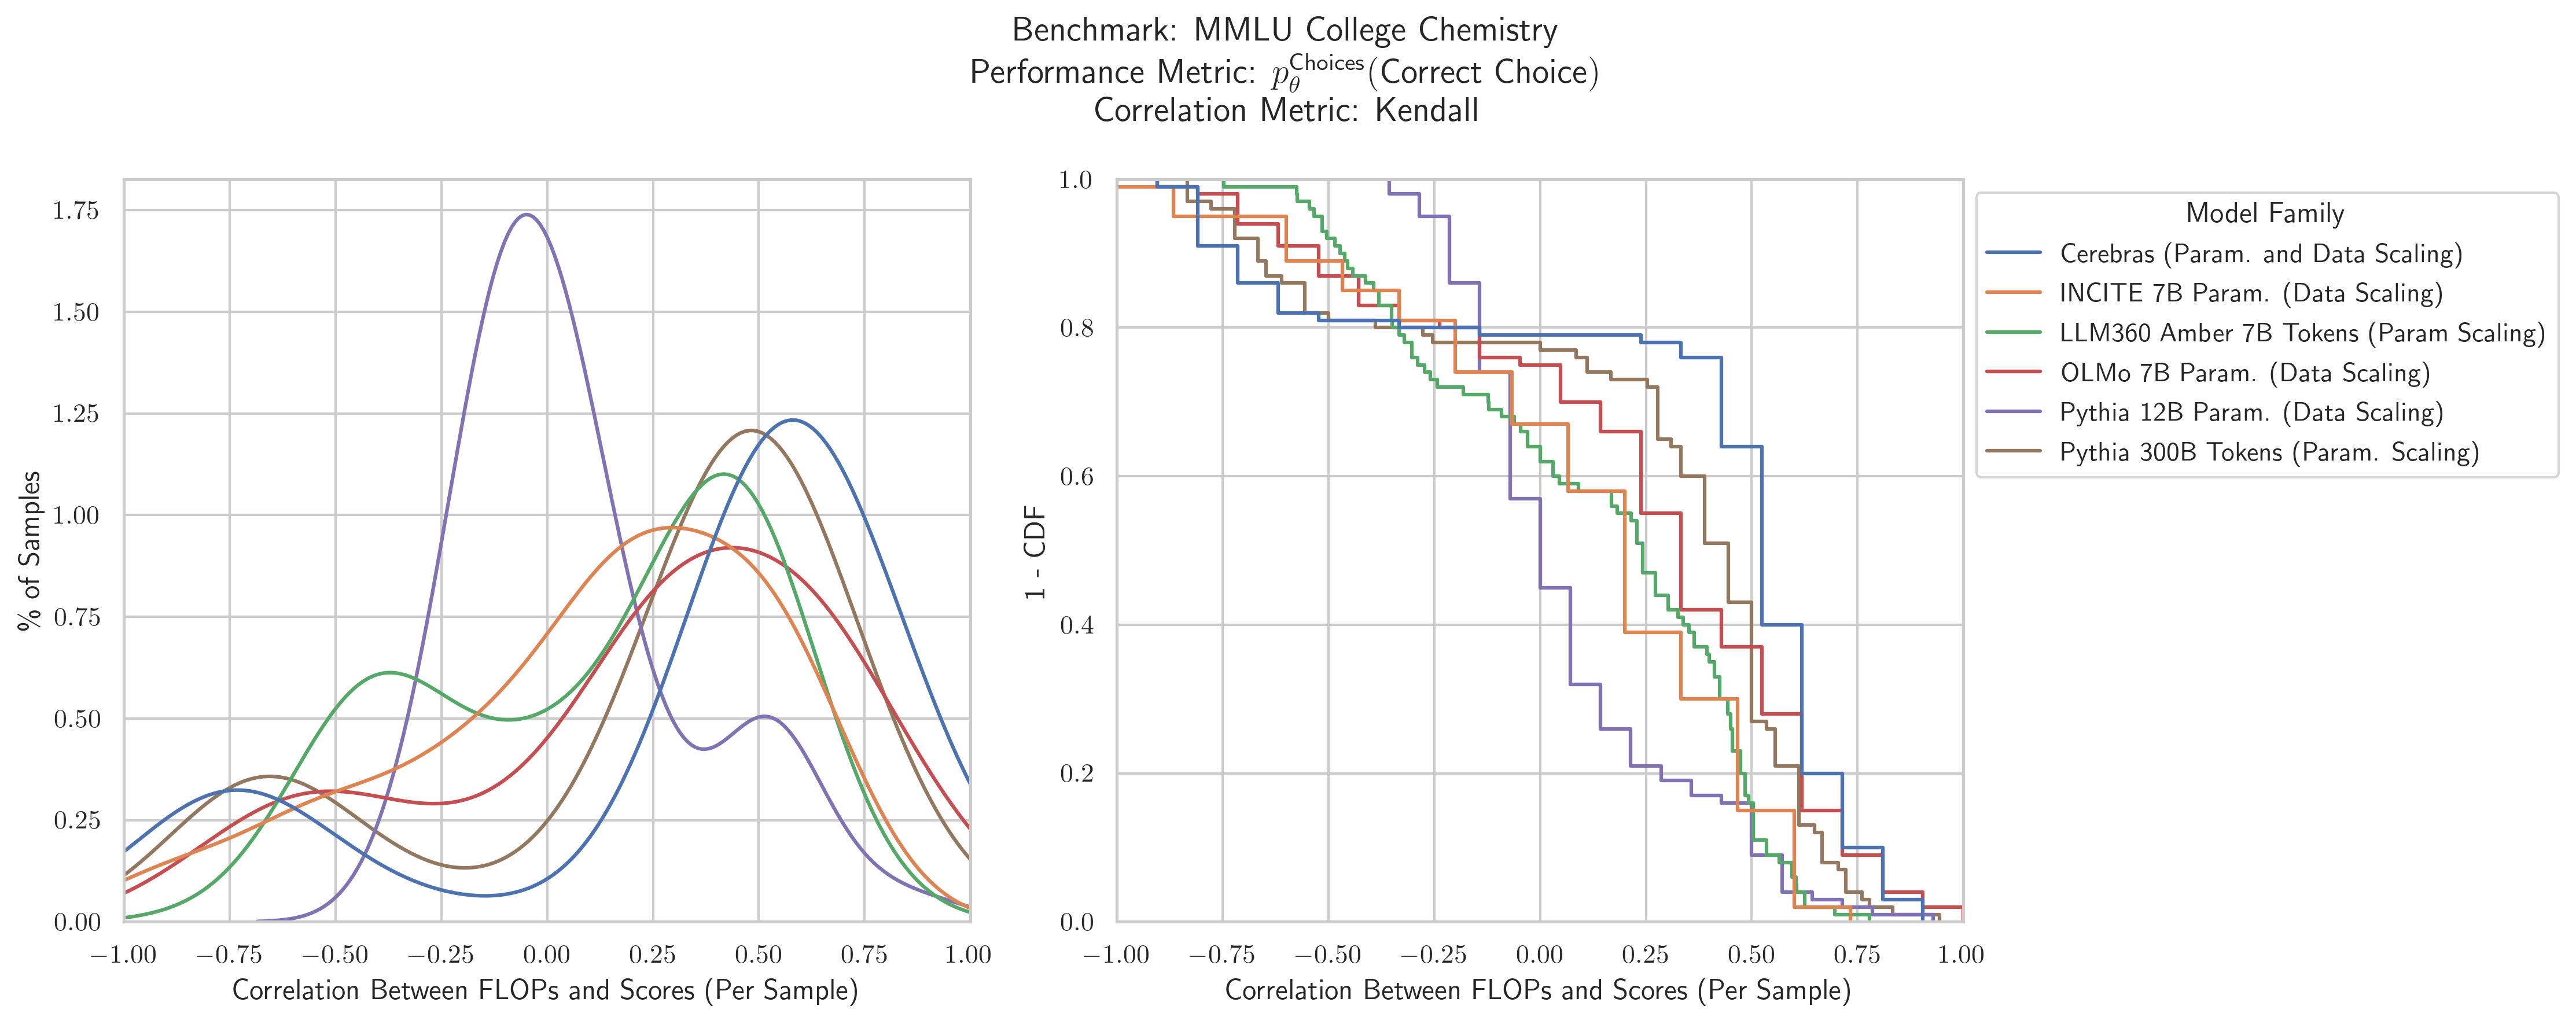 Benchmark: MMLU College Chemistry
Performance Metric: $p_{\theta}^{\text{Choices}}$(Correct Choice)
Correlation Metric: Kendall
% of Samples
1.75
1.50
1.25
1.00
0.75
0.50
0.25
0.00
−1.00 −0.75 −0.50 −0.25 0.00 0.25 0.50 0.75 1.00
Correlation Between FLOPs and Scores (Per Sample)
1 - CDF
1.0
0.8
0.6
0.4
0.2
0.0
−1.00 −0.75 −0.50 −0.25 0.00 0.25 0.50 0.75 1.00
Correlation Between FLOPs and Scores (Per Sample)
Model Family
Cerebras (Param. and Data Scaling)
INCITE 7B Param. (Data Scaling)
LLM360 Amber 7B Tokens (Param Scaling)
OLMo 7B Param. (Data Scaling)
Pythia 12B Param. (Data Scaling)
Pythia 300B Tokens (Param. Scaling)